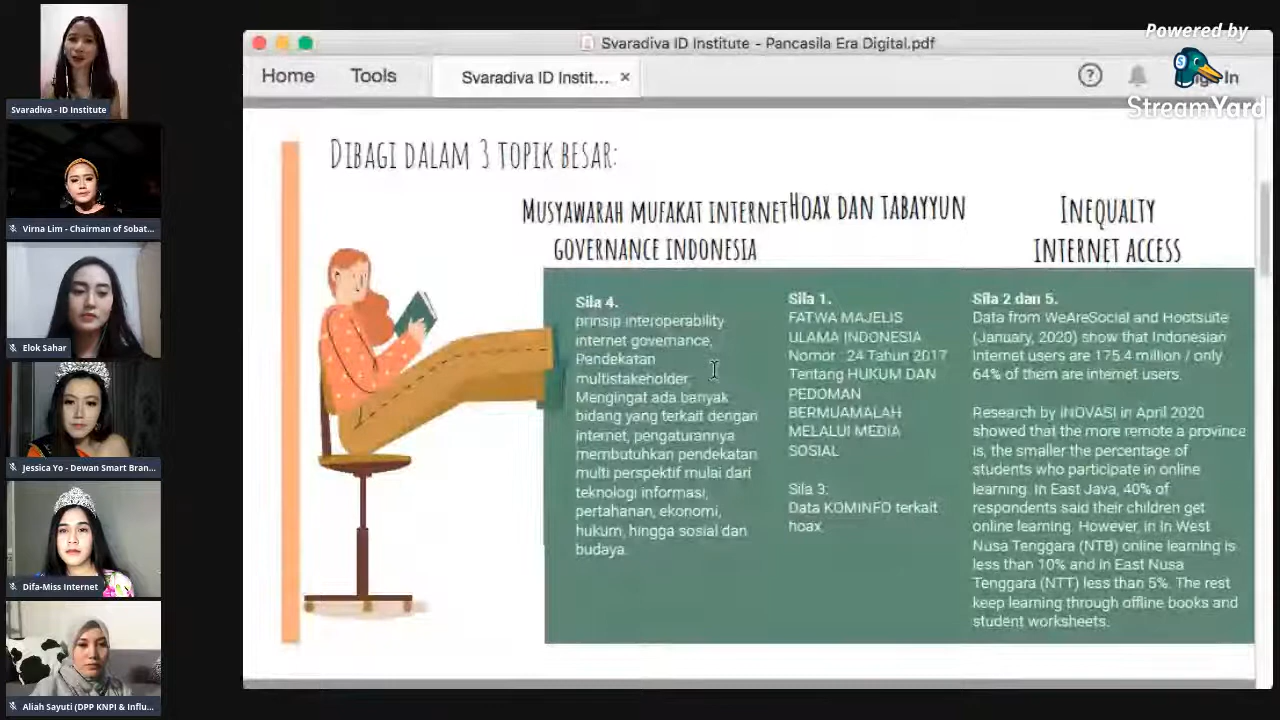 Svaradiva - ID Institute
Virna Lim - Chairman of Sobat...
Elok Sahar
Jessica Yo - Dewan Smart Bran...
Difa-Miss Internet
Aliah Sayuti (DPP KNPI & Influ...
Powered by
StreamYard
Svaradiva ID Institute - Pancasila Era Digital.pdf
Home
Tools
Svaradiva ID Instit... ×
?
In
DIBAGI DALAM 3 TOPIK BESAR:
MUSYAWARAH MUFAKAT INTERNET
GOVERNANCE INDONESIA
Sila 4.
prinsip interoperability
internet governance,
Pendekatan
multistakeholder
Mengingat ada banyak
bidang yang terkait dengan
internet, pengaturannya
membutuhkan pendekatan
multi perspektif mulai dari
teknologi informasi,
pertahanan, ekonomi,
hukum, hingga sosial dan
budaya.
HOAX DAN TABAYYUN
Sila 1.
FATWA MAJELIS
ULAMA INDONESIA
Nomor : 24 Tahun 2017
Tentang HUKUM DAN
PEDOMAN
BERMUAMALAH
MELALUI MEDIA
SOSIAL
Sila 3:
Data KOMINFO terkait
hoax.
INEQUALTY
INTERNET ACCESS
Sila 2 dan 5.
Data from WeAreSocial and Hootsuite
(January, 2020) show that Indonesian
Internet users are 175.4 million / only
64% of them are internet users.
Research by INOVASI in April 2020
showed that the more remote a province
is, the smaller the percentage of
students who participate in online
learning. In East Java, 40% of
respondents said their children get
online learning. However, in In West
Nusa Tenggara (NTB) online learning is
less than 10% and in East Nusa
Tenggara (NTT) less than 5%. The rest
keep learning through offline books and
student worksheets.